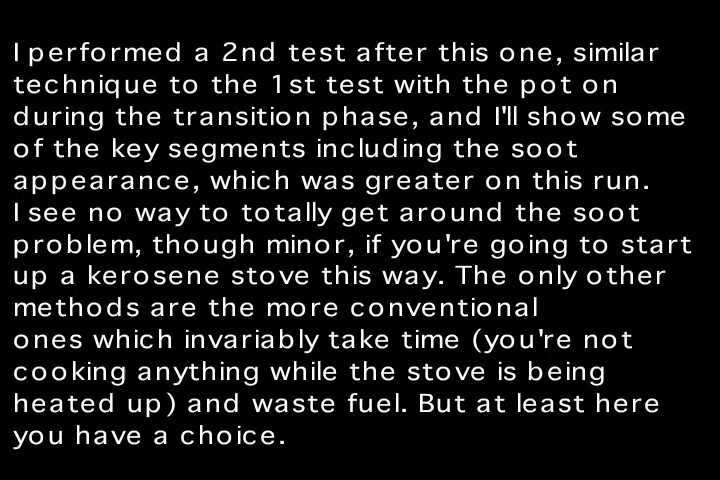 I performed a 2nd test after this one, similar
technique to the 1st test with the pot on
during the transition phase, and I'll show some
of the key segments including the soot
appearance, which was greater on this run.
I see no way to totally get around the soot
problem, though minor, if you're going to start
up a kerosene stove this way. The only other
methods are the more conventional
ones which invariably take time (you're not
cooking anything while the stove is being
heated up) and waste fuel. But at least here
you have a choice.